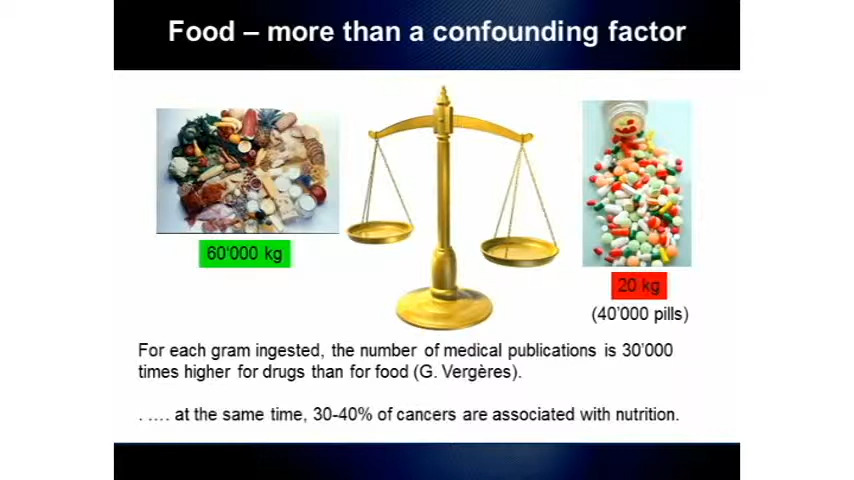 Food – more than a confounding factor
60'000 kg
20 kg
(40'000 pills)
For each gram ingested, the number of medical publications is 30'000
times higher for drugs than for food (G. Vergères).
. …. at the same time, 30-40% of cancers are associated with nutrition.